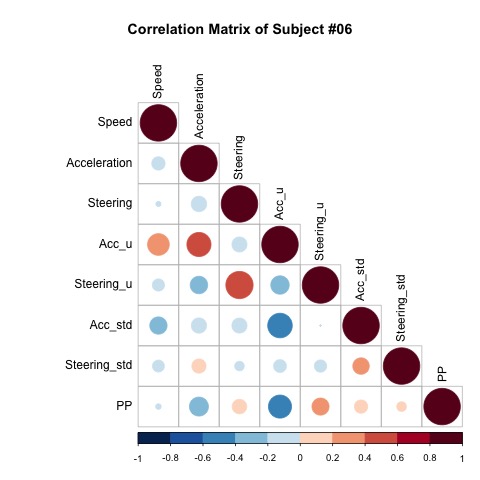 Correlation Matrix of Subject #06
Speed
Acceleration
Steering
Acc_u
Steering_u
Acc_std
Steering_std
PP
Speed
Acceleration
Steering
Acc_u
Steering_u
Acc_std
Steering_std
PP
-1 -0.8 -0.6 -0.4 -0.2 0 0.2 0.4 0.6 0.8 1